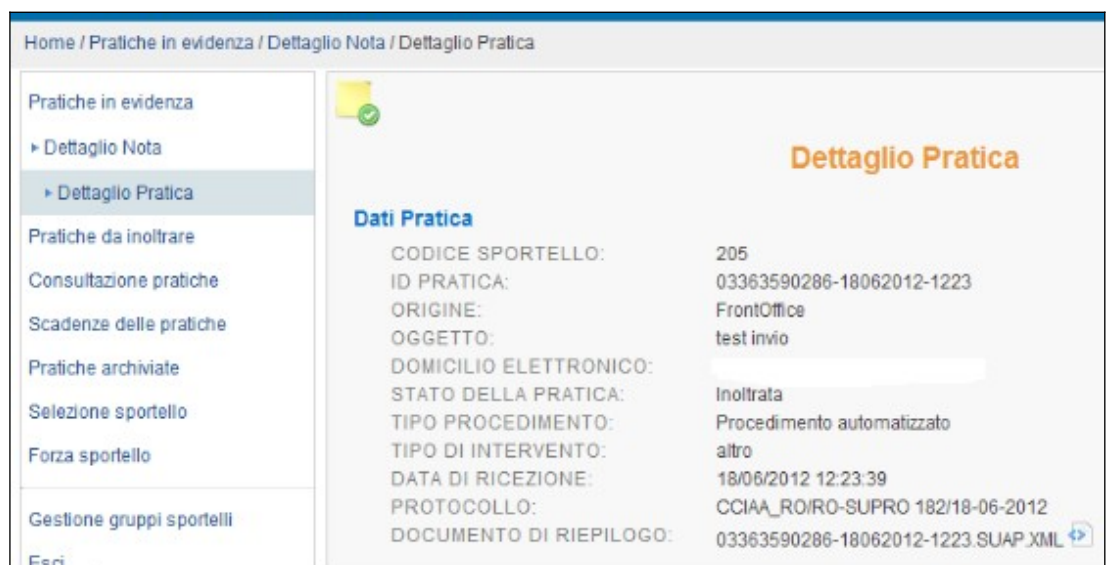 Home / Pratiche in evidenza / Dettaglio Nota / Dettaglio Pratica
Pratiche in evidenza
Dettaglio Nota
Dettaglio Pratica
Pratiche da inoltrare
Consultazione pratiche
Scadenze delle pratiche
Pratiche archiviate
Selezione sportello
Forza sportello
Gestione gruppi sportelli
Esci
Dettaglio Pratica
Dati Pratica
CODICE SPORTELLO: 205
ID PRATICA: 03363590286-18062012-1223
ORIGINE: FrontOffice
OGGETTO: test invio
DOMICILIO ELETTRONICO:
STATO DELLA PRATICA: Inoltrata
TIPO PROCEDIMENTO: Procedimento automatizzato
TIPO DI INTERVENTO: altro
DATA DI RICEZIONE: 18/06/2012 12:23:39
PROTOCOLLO: CCIAA_RO/RO-SUPRO 182/18-06-2012
DOCUMENTO DI RIEPILOGO: 03363590286-18062012-1223.SUAP.XML